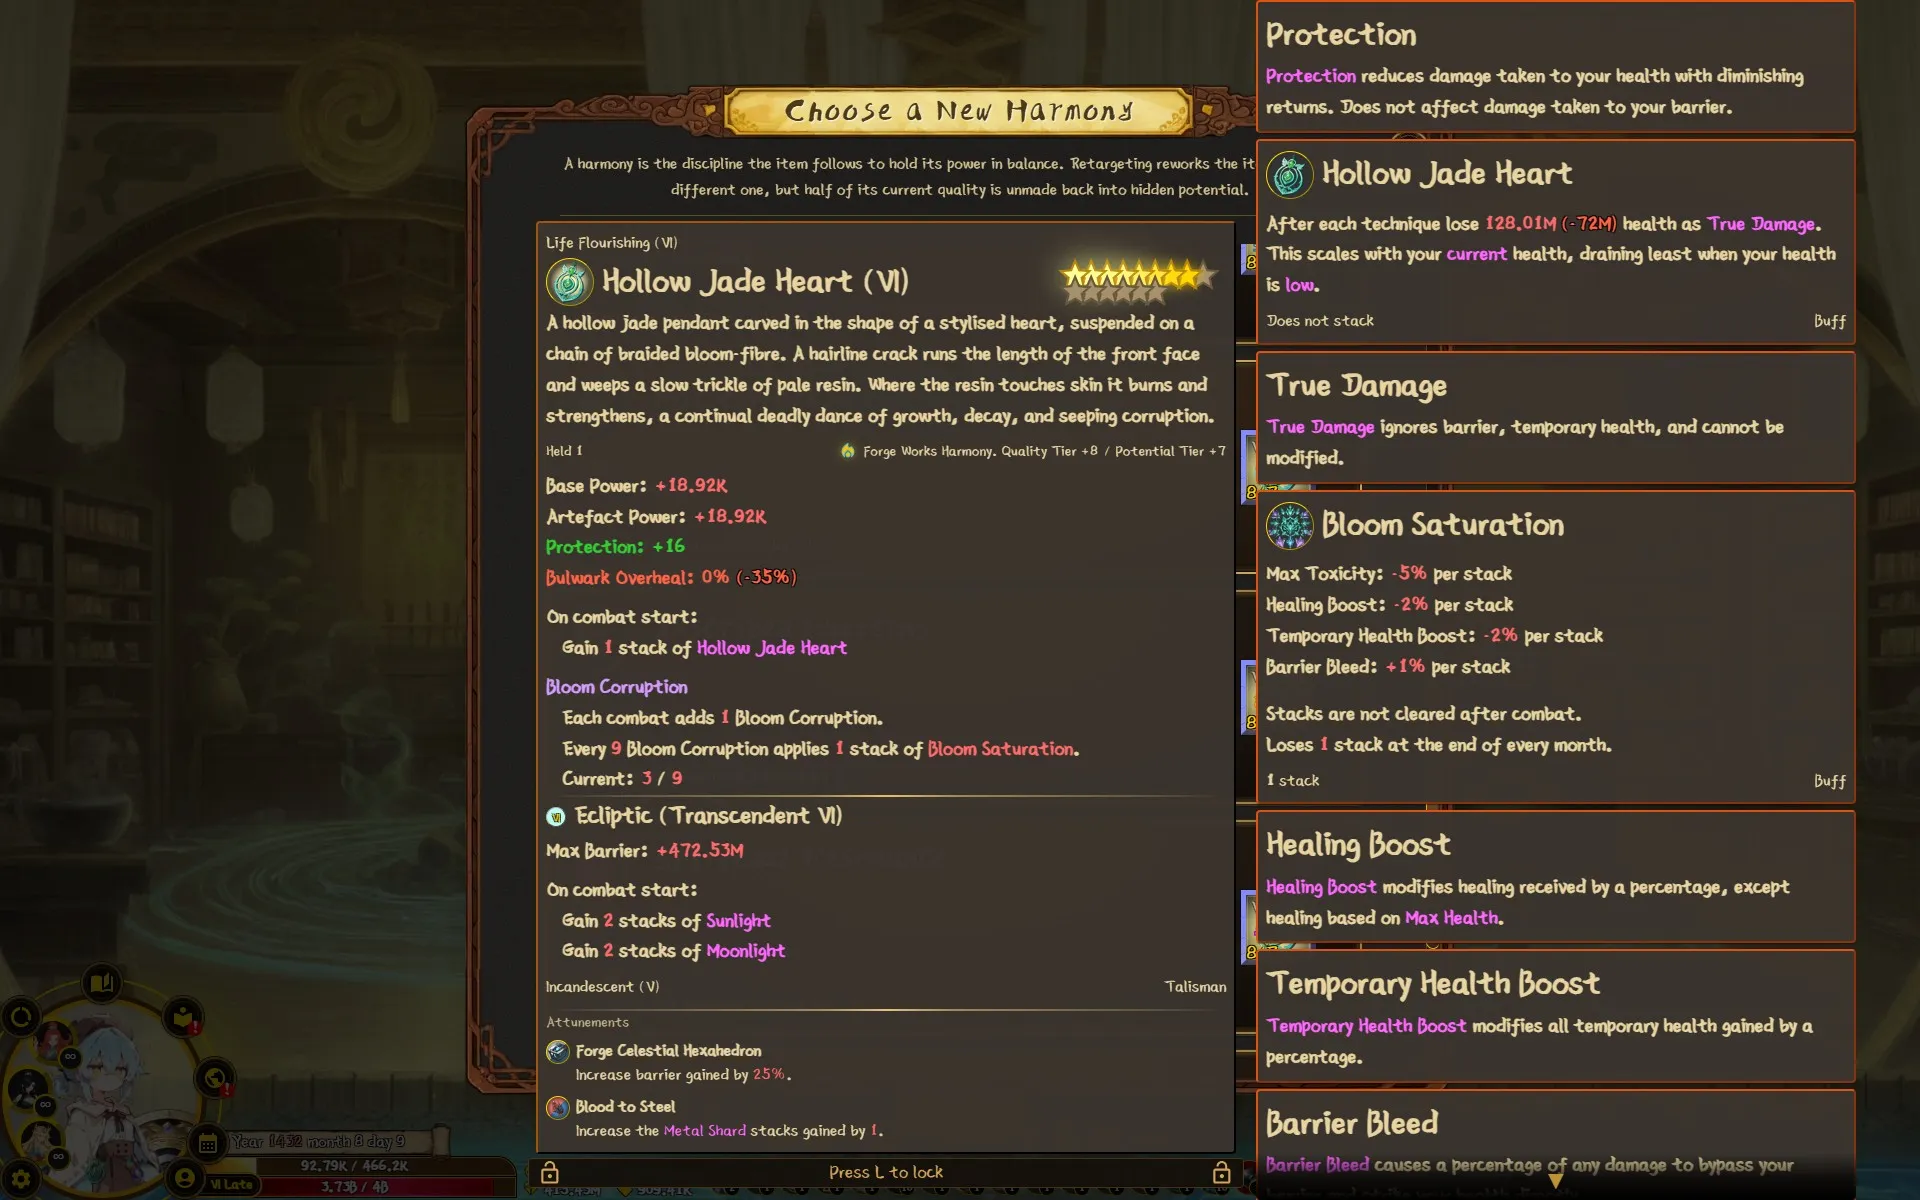 Choose a New Harmony
A harmony is the discipline the item follows to hold its power in balance. Retargeting reworks the
different one, but half of its current quality is unmade back into hidden potential.
Life Flourishing (VI)
Hollow Jade Heart (VI)
A hollow jade pendant carved in the shape of a stylised heart, suspended on a
chain of braided bloom-fibre. A hairline crack runs the length of the front face
and weeps a slow trickle of pale resin. Where the resin touches skin it burns and
strengthens, a continual deadly dance of growth, decay, and seeping corruption.
Held 1
Forge Works Harmony. Quality Tier +8 / Potential Tier +7
Base Power: +18.92K
Artefact Power: +18.92K
Protection: +16
Bulwark Overheal: 0% (-35%)
On combat start:
Gain 1 stack of Hollow Jade Heart
Bloom Corruption
Each combat adds 1 Bloom Corruption.
Every 9 Bloom Corruption applies 1 stack of Bloom Saturation.
Current: 3 / 9
VI Ecliptic (Transcendent VI)
Max Barrier: +472.53M
On combat start:
Gain 2 stacks of Sunlight
Gain 2 stacks of Moonlight
Incandescent (V)
Talisman
Attunements
Forge Celestial Hexahedron
Increase barrier gained by 25%.
Blood to Steel
Increase the Metal Shard stacks gained by 1.
Press L to lock
8
8
8
8
Protection
Protection reduces damage taken to your health with diminishing
returns. Does not affect damage taken to your barrier.
Hollow Jade Heart
After each technique lose 128.01M (-72M) health as True Damage.
This scales with your current health, draining least when your health
is low.
Does not stack
Buff
True Damage
True Damage ignores barrier, temporary health, and cannot be
modified.
Bloom Saturation
Max Toxicity: -5% per stack
Healing Boost: -2% per stack
Temporary Health Boost: -2% per stack
Barrier Bleed: +1% per stack
Stacks are not cleared after combat.
Loses 1 stack at the end of every month.
1 stack
Buff
Healing Boost
Healing Boost modifies healing received by a percentage, except
healing based on Max Health.
Temporary Health Boost
Temporary Health Boost modifies all temporary health gained by a
percentage.
Barrier Bleed
Barrier Bleed causes a percentage of any damage to bypass your
Year 1432 month 8 day 9
92.79K / 466.2K
VI Late
3.73B / 4B